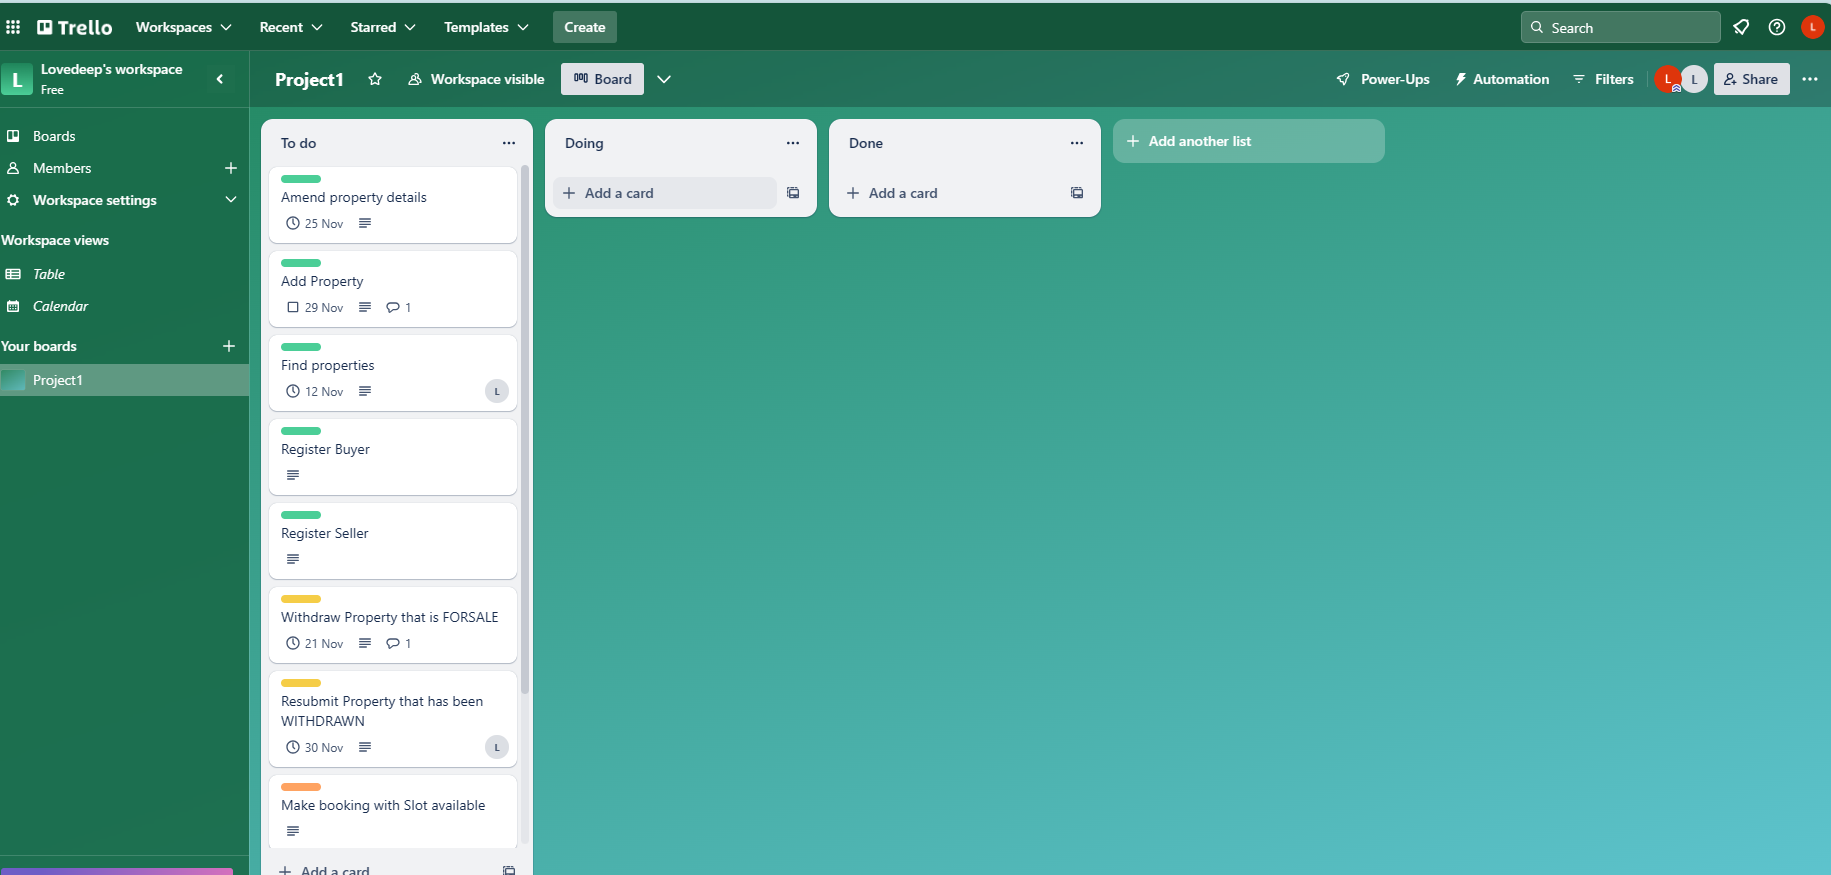 Trello
Workspaces
Recent
Starred
Templates
Create
Search
L
L
Lovedeep's workspace
Free
Project1
Workspace visible
Board
Power-Ups
Automation
Filters
L
L
Share
Boards
Members
Workspace settings
Workspace views
Table
Calendar
Your boards
Project1
To do
Amend property details
25 Nov
Add Property
29 Nov
1
Find properties
12 Nov
L
Register Buyer
Register Seller
Withdraw Property that is FORSALE
21 Nov
1
Resubmit Property that has been
WITHDRAWN
30 Nov
L
Make booking with Slot available
Add a card
Doing
Add a card
Done
Add a card
Add another list